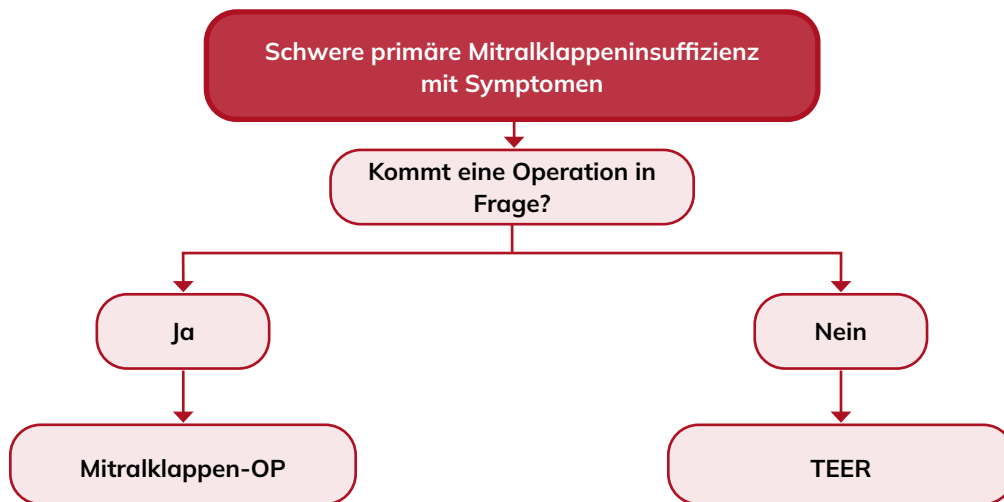 Schwere primäre Mitralklappeninsuffizienz
mit Symptomen
Kommt eine Operation in
Frage?
Ja
Nein
Mitralklappen-OP
TEER